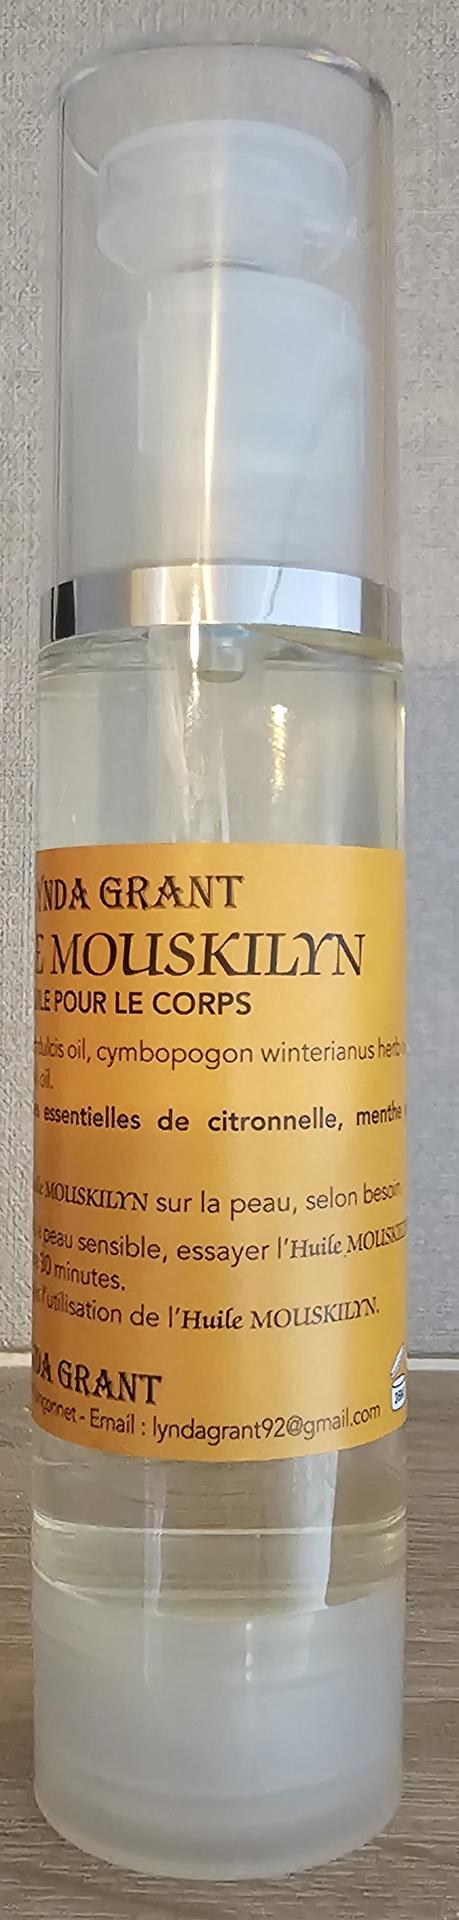 YNDA GRANT
E MOUSKILYN
ILE POUR LE CORPS
dulcis oil, cymbopogon winterianus herb
oil.
essentielles de citronnelle, menthe
MOUSKILYN sur la peau, selon besoin
peau sensible, essayer l'Huile MOUSKIL
30 minutes.
l'utilisation de l'Huile MOUSKILYN.
DA GRANT
- Email : lyndagrant92@gmail.com